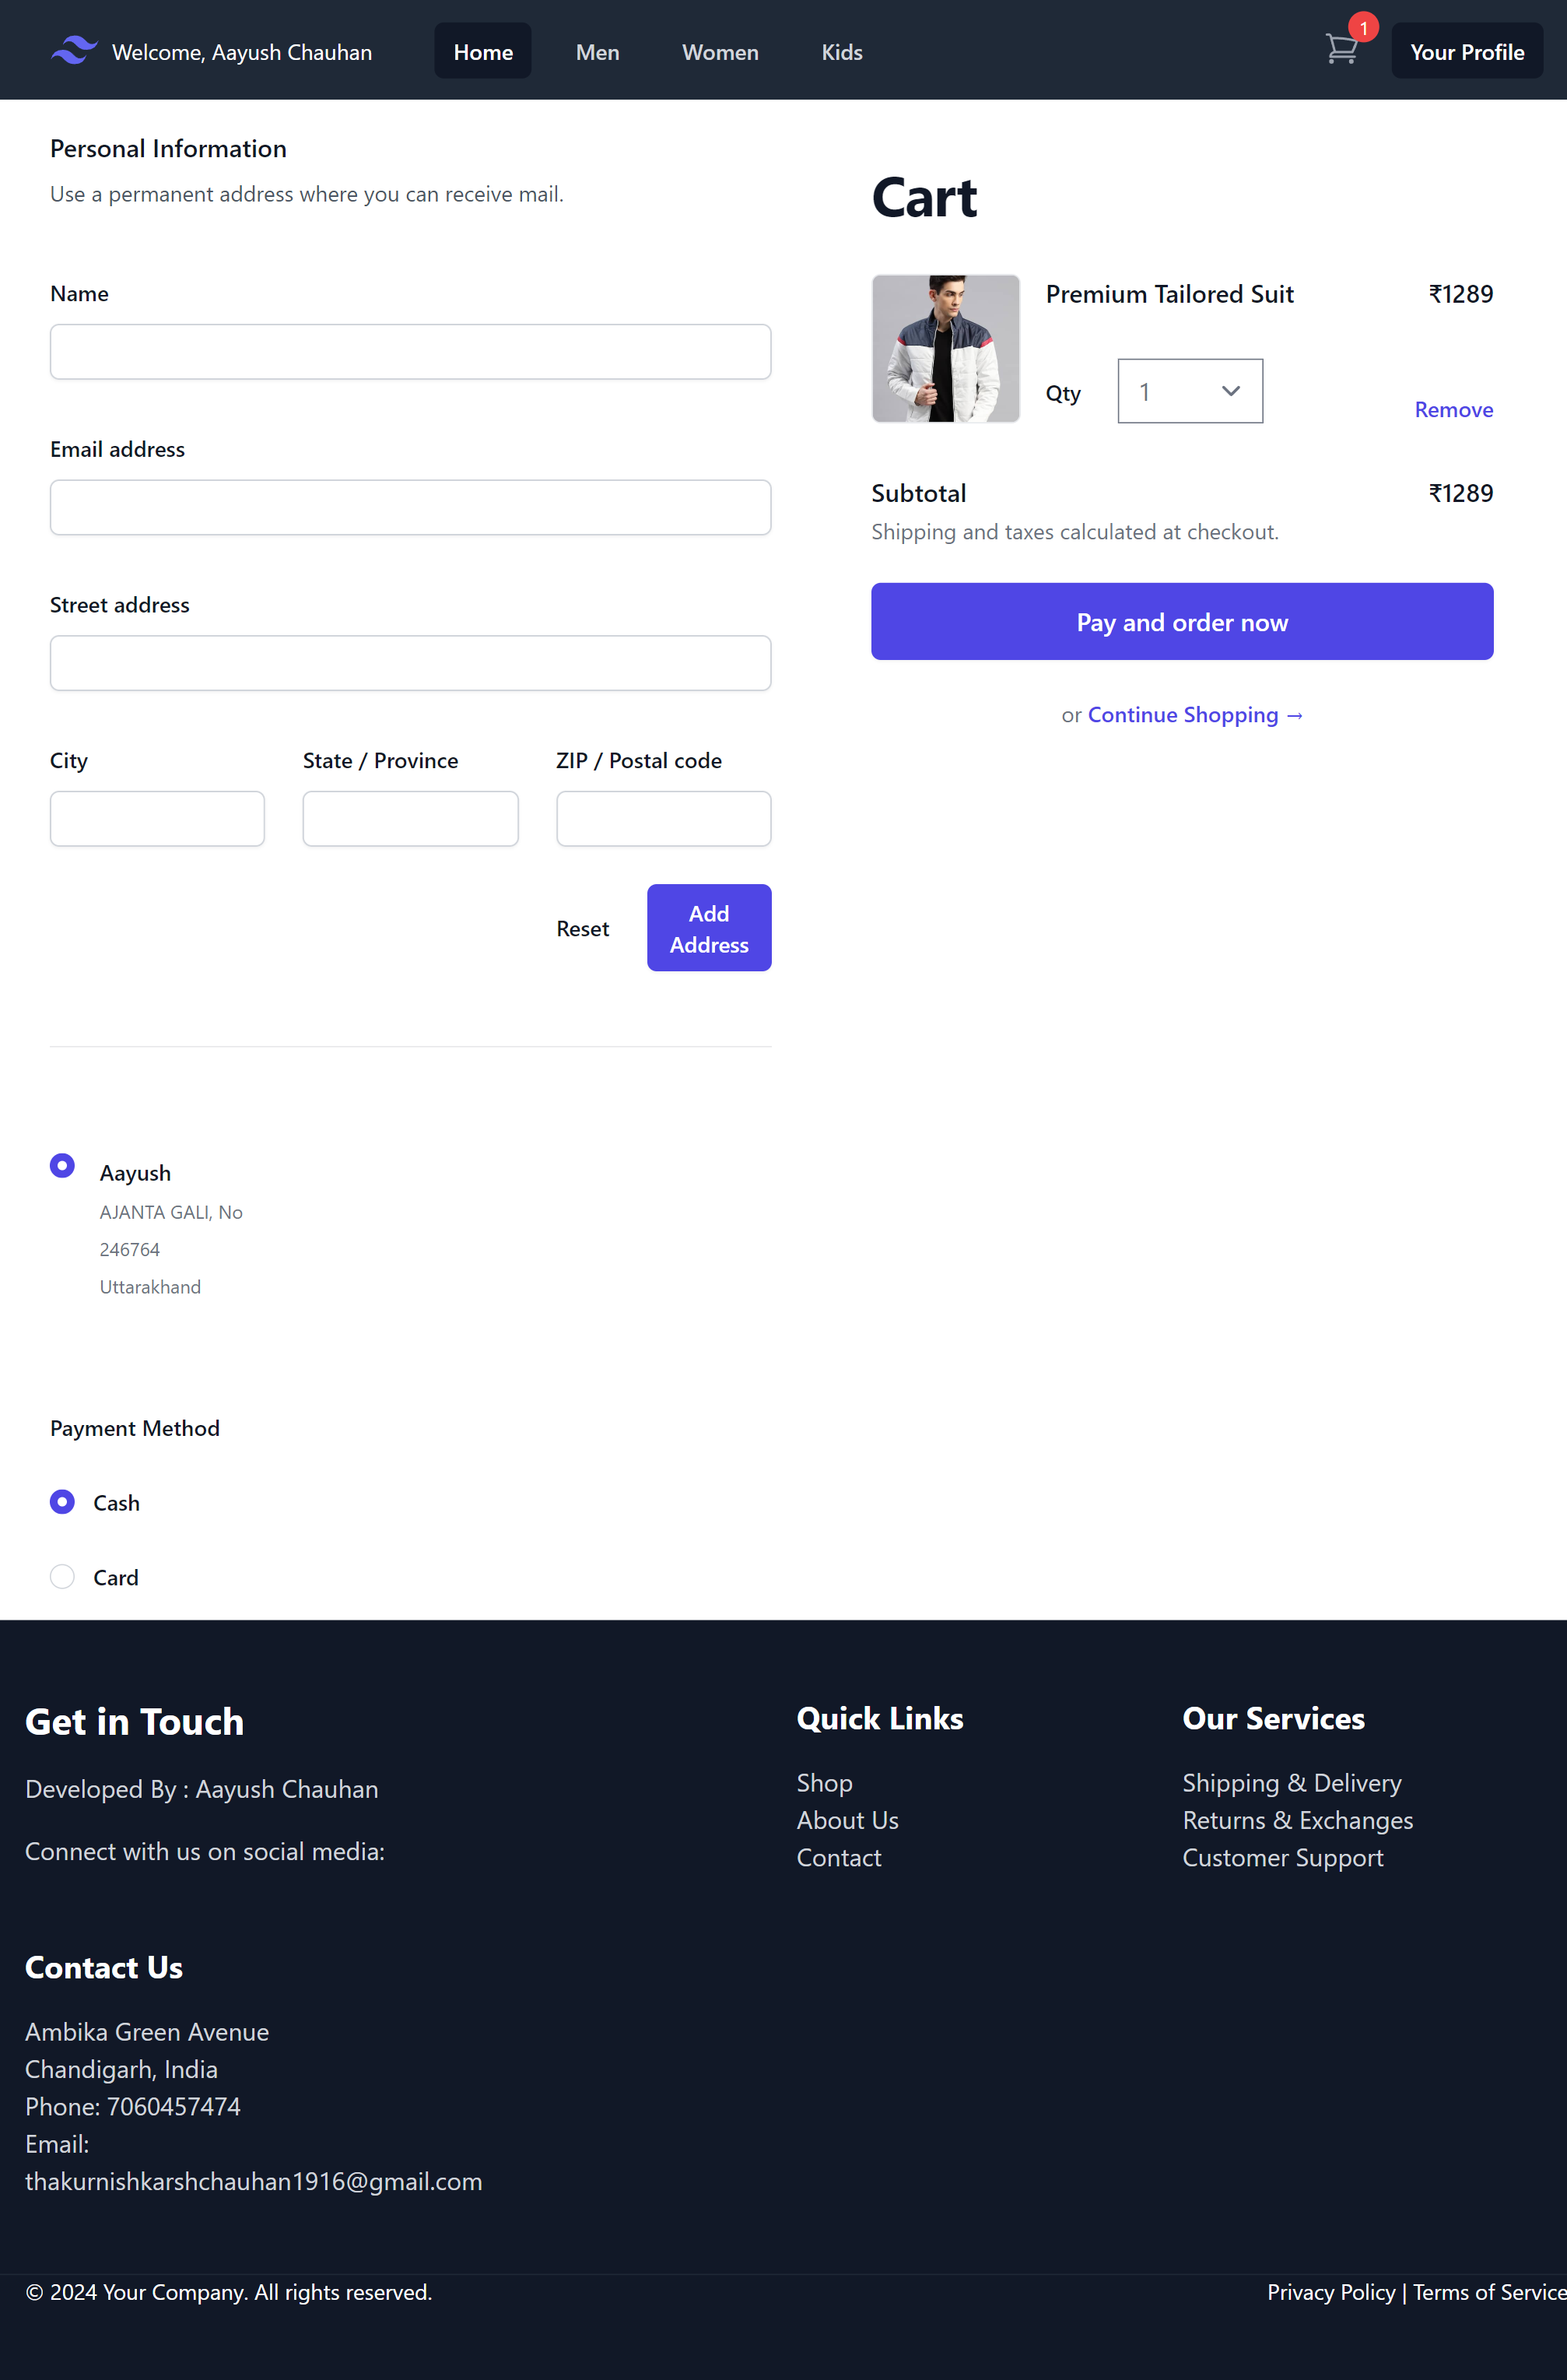 Welcome, Aayush Chauhan
Home
Men
Women
Kids
1
Your Profile
Personal Information
Use a permanent address where you can receive mail.
Name
Email address
Street address
City
State / Province
ZIP / Postal code
Reset
Add
Address
Aayush
AJANTA GALI, No
246764
Uttarakhand
Payment Method
Cash
Card
Cart
Premium Tailored Suit
₹1289
Qty
1
Remove
Subtotal
₹1289
Shipping and taxes calculated at checkout.
Pay and order now
or Continue Shopping →
Get in Touch
Developed By : Aayush Chauhan
Connect with us on social media:
Quick Links
Shop
About Us
Contact
Our Services
Shipping & Delivery
Returns & Exchanges
Customer Support
Contact Us
Ambika Green Avenue
Chandigarh, India
Phone: 7060457474
Email:
thakurnishkarshchauhan1916@gmail.com
© 2024 Your Company. All rights reserved.
Privacy Policy | Terms of Service